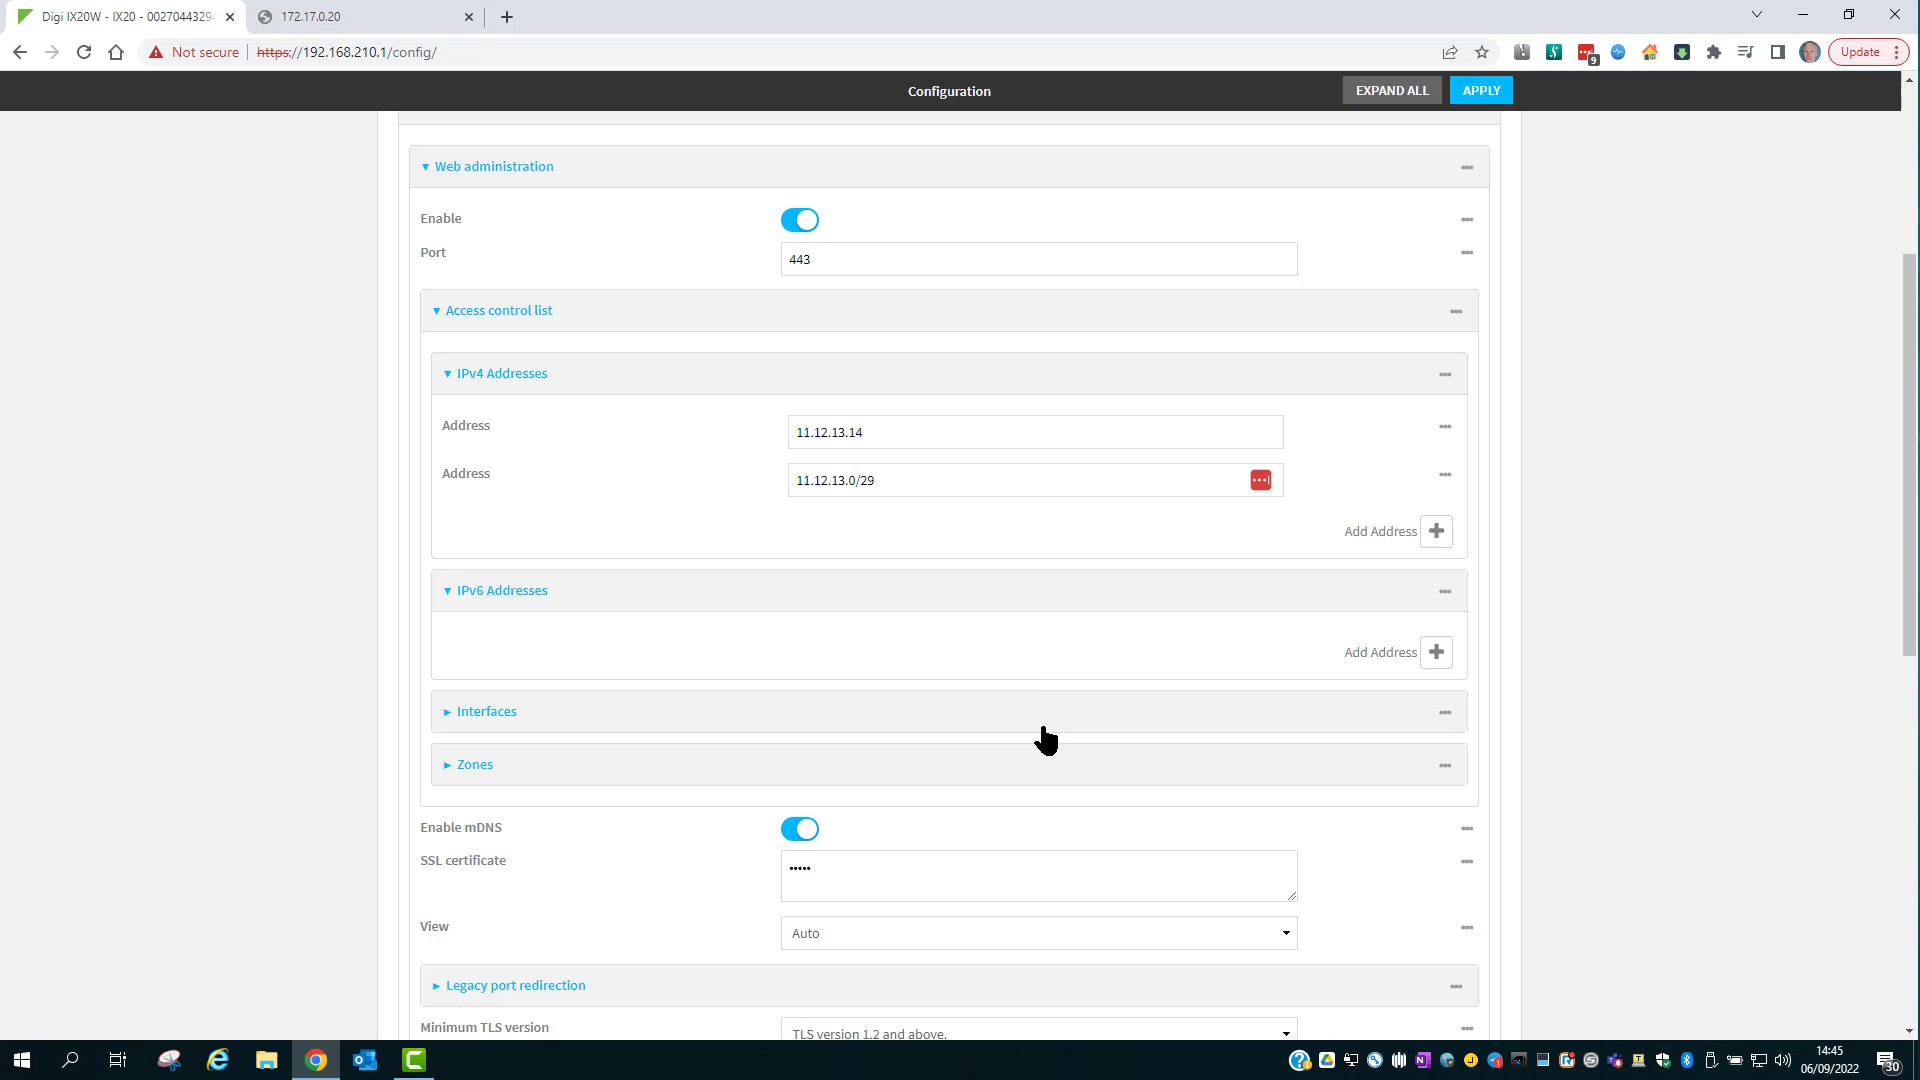 Digi IX20W - IX20 - 0027044329
172.17.0.20
Not secure
https://192.168.210.1/config/
9
Update
Configuration
EXPAND ALL
APPLY
Web administration
Enable
Port
443
Access control list
IPv4 Addresses
Address
11.12.13.14
Address
11.12.13.0/29
Add Address
IPv6 Addresses
Add Address
Interfaces
Zones
Enable mDNS
SSL certificate
•••••
View
Auto
Legacy port redirection
Minimum TLS version
TLS version 1.2 and above.
14:45
06/09/2022
30